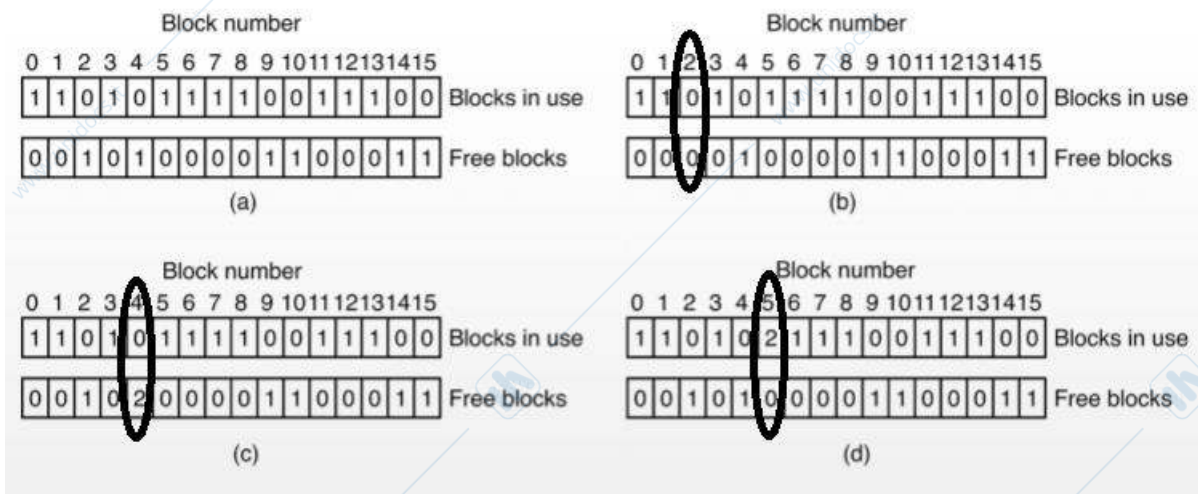 Block number
0 1 2 3 4 5 6 7 8 9 10 11 12 13 14 15
1 1 0 1 0 1 1 1 1 0 0 1 1 1 0 0 Blocks in use
0 0 1 0 1 0 0 0 0 1 1 0 0 0 1 1 Free blocks
(a)
Block number
0 1 2 3 4 5 6 7 8 9 10 11 12 13 14 15
1 1 0 1 0 1 1 1 1 0 0 1 1 1 0 0 Blocks in use
0 0 0 0 1 0 0 0 0 1 1 0 0 0 1 1 Free blocks
(b)
Block number
0 1 2 3 4 5 6 7 8 9 10 11 12 13 14 15
1 1 0 1 0 1 1 1 1 0 0 1 1 1 0 0 Blocks in use
0 0 1 0 2 0 0 0 0 1 1 0 0 0 1 1 Free blocks
(c)
Block number
0 1 2 3 4 5 6 7 8 9 10 11 12 13 14 15
1 1 0 1 0 2 1 1 1 0 0 1 1 1 0 0 Blocks in use
0 0 1 0 1 0 0 0 0 1 1 0 0 0 1 1 Free blocks
(d)